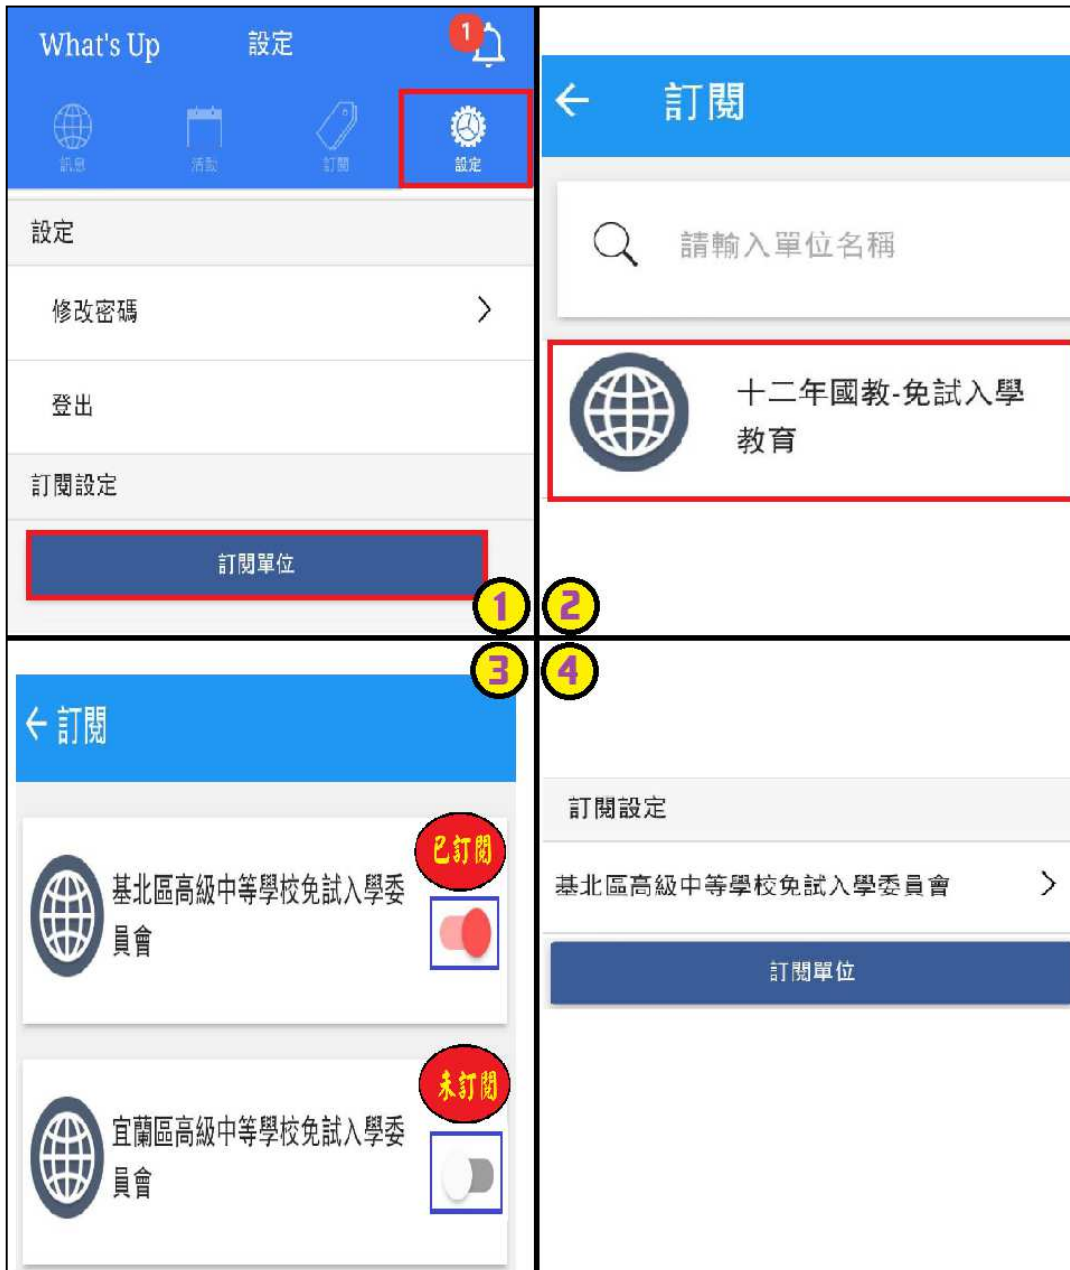 What's Up 設定 1
訊息 活動 訂閱 設定
設定
修改密碼
登出
訂閱設定
訂閱單位
1
訂閱
請輸入單位名稱
十二年國教-免試入學
教育
2
3
訂閱
已訂閱
基北區高級中等學校免試入學委
員會
未訂閱
宜蘭區高級中等學校免試入學委
員會
4
訂閱設定
基北區高級中等學校免試入學委員會
訂閱單位